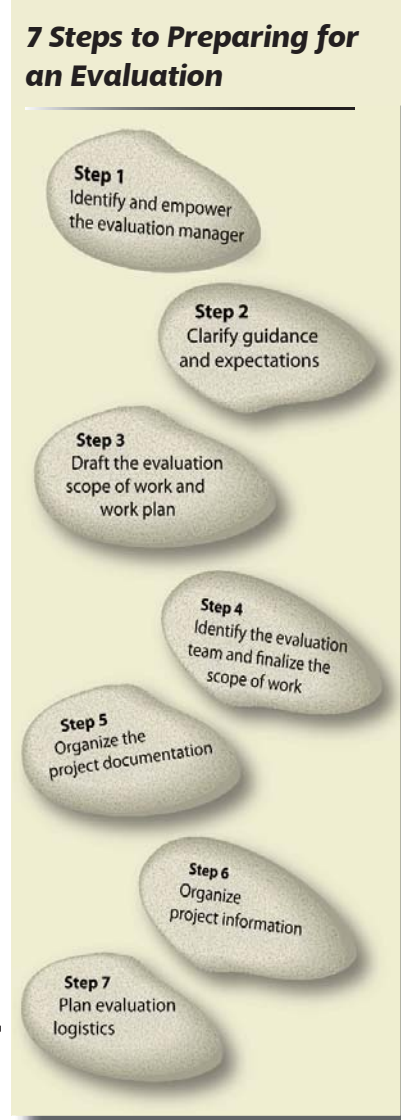 7 Steps to Preparing for
an Evaluation
Step 1
Identify and empower
the evaluation manager
Step 2
Clarify guidance
and expectations
Step 3
Draft the evaluation
scope of work and
work plan
Step 4
Identify the evaluation
team and finalize the
scope of work
Step 5
Organize the
project documentation
Step 6
Organize
project information
Step 7
Plan evaluation
logistics